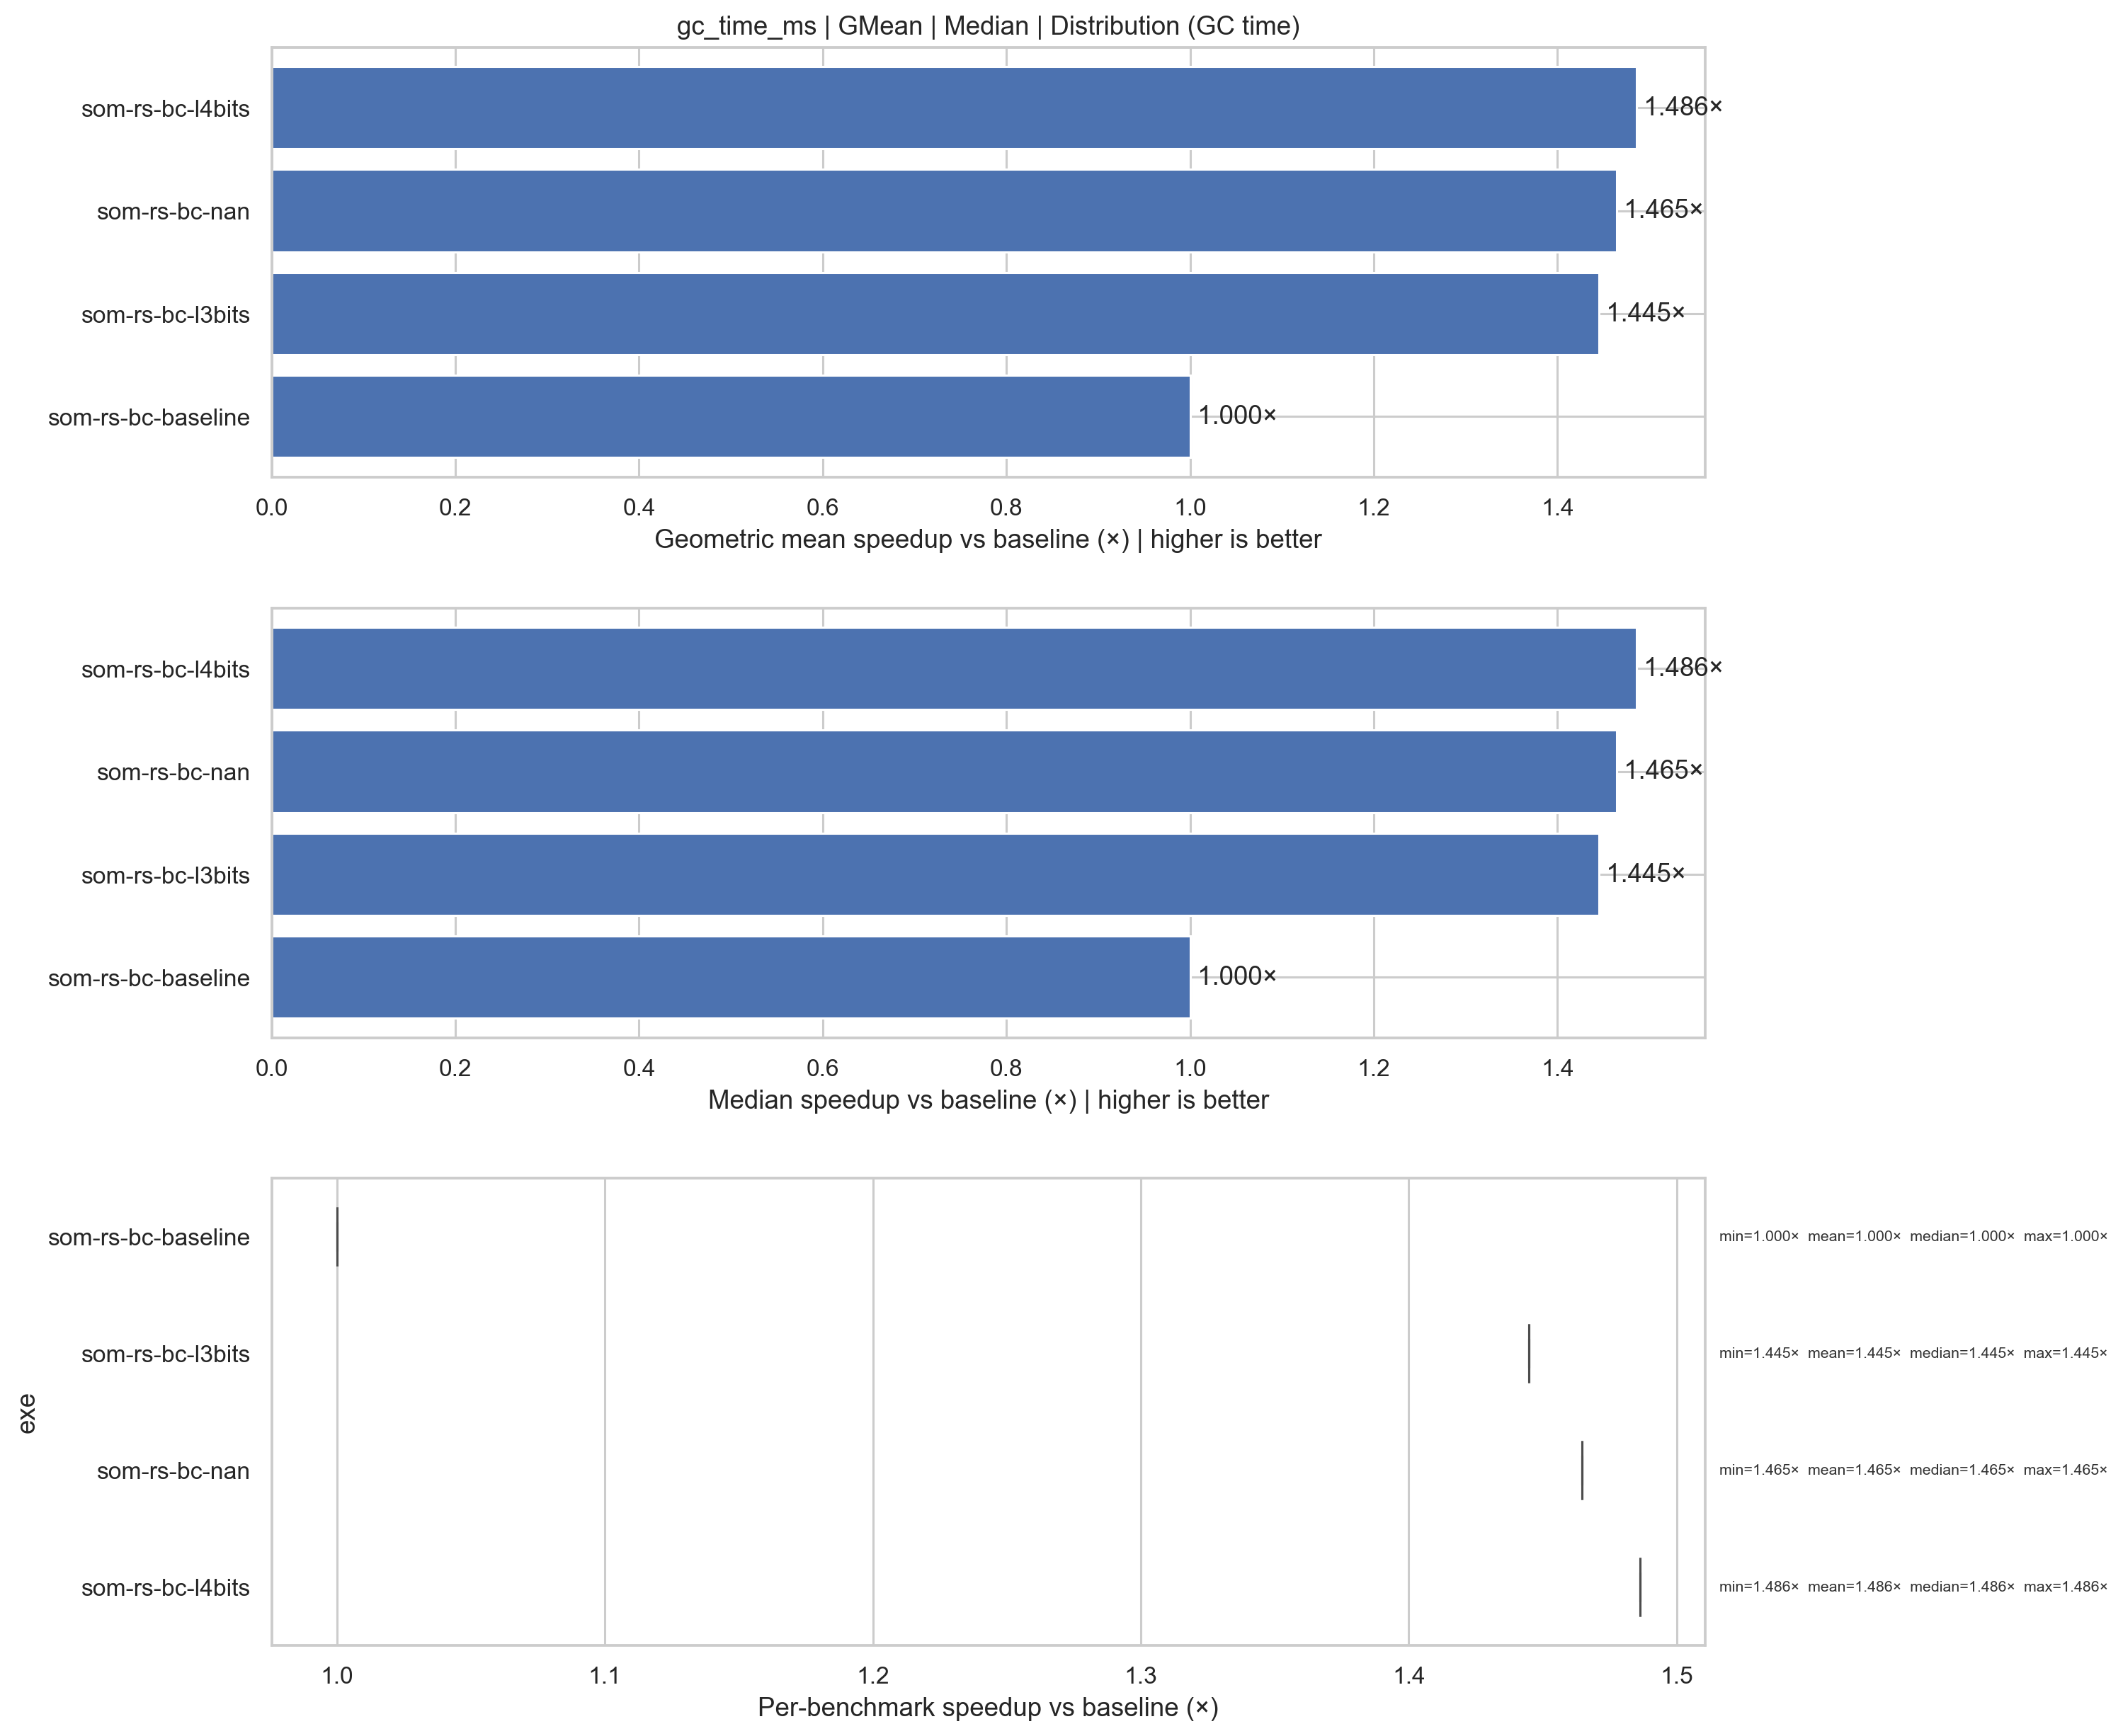 gc_time_ms | GMean | Median | Distribution (GC time)
som-rs-bc-l4bits
1.486×
som-rs-bc-nan
1.465×
som-rs-bc-l3bits
1.445×
som-rs-bc-baseline
1.000×
0.0 0.2 0.4 0.6 0.8 1.0 1.2 1.4
Geometric mean speedup vs baseline (×) | higher is better
som-rs-bc-l4bits
1.486×
som-rs-bc-nan
1.465×
som-rs-bc-l3bits
1.445×
som-rs-bc-baseline
1.000×
0.0 0.2 0.4 0.6 0.8 1.0 1.2 1.4
Median speedup vs baseline (×) | higher is better
exe
som-rs-bc-baseline
min=1.000× mean=1.000× median=1.000× max=1.000×
som-rs-bc-l3bits
min=1.445× mean=1.445× median=1.445× max=1.445×
som-rs-bc-nan
min=1.465× mean=1.465× median=1.465× max=1.465×
som-rs-bc-l4bits
min=1.486× mean=1.486× median=1.486× max=1.486×
1.0 1.1 1.2 1.3 1.4 1.5
Per-benchmark speedup vs baseline (×)